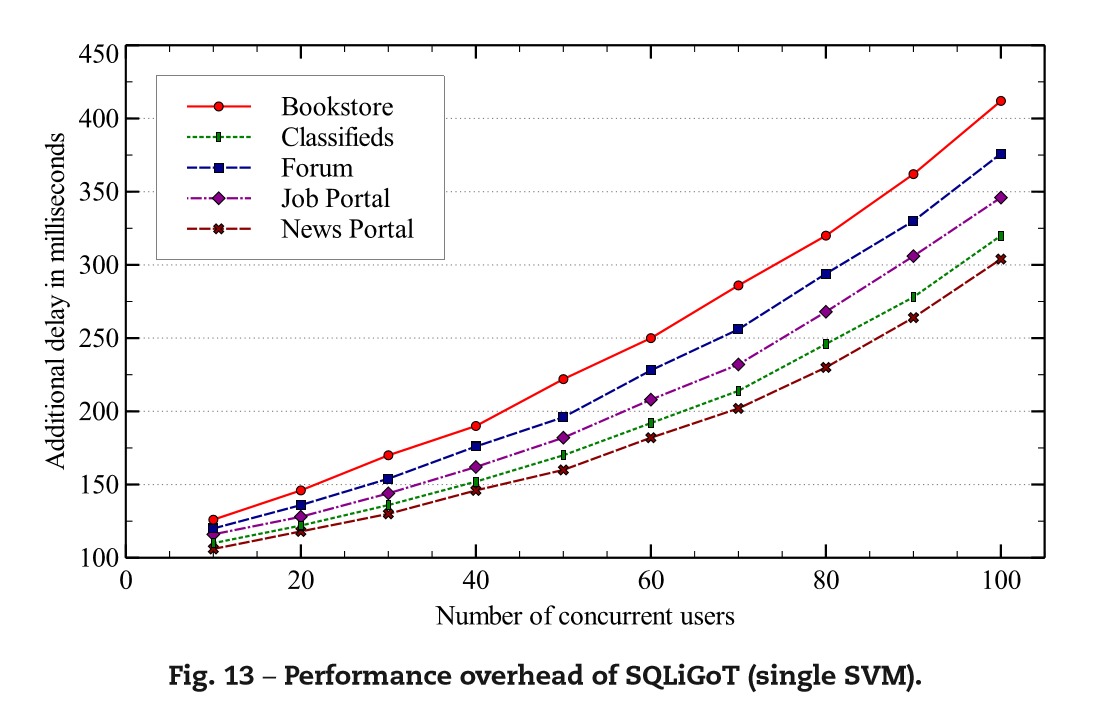 450
400
350
300
250
200
150
100
Additional delay in milliseconds
Bookstore
Classifieds
Forum
Job Portal
News Portal
0 20 40 60 80 100
Number of concurrent users
Fig. 13 – Performance overhead of SQLiGoT (single SVM).